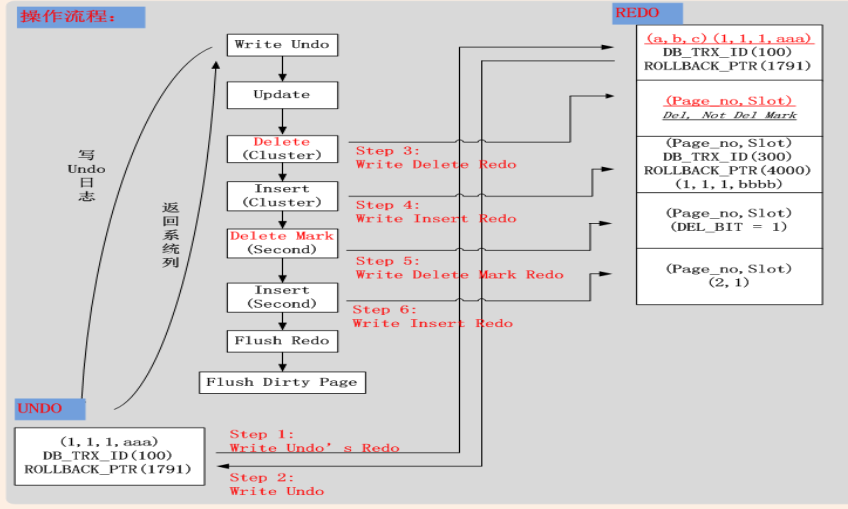 操作流程：
REDO
Write Undo
Update
Delete
(Cluster)
Insert
(Cluster)
Delete Mark
(Second)
Insert
(Second)
Flush Redo
Flush Dirty Page
写
Undo
日
志
返
回
系
统
列
Step 3:
Write Delete Redo
Step 4:
Write Insert Redo
Step 5:
Write Delete Mark Redo
Step 6:
Write Insert Redo
(a,b,c)(1,1,1,aaa)
DB_TRX_ID(100)
ROLLBACK_PTR(1791)
(Page_no,Slot)
Del, Not Del Mark
(Page_no,Slot)
DB_TRX_ID(300)
ROLLBACK_PTR(4000)
(1,1,1,bbbb)
(Page_no,Slot)
(DEL_BIT = 1)
(Page_no,Slot)
(2,1)
UNDO
(1,1,1,aaa)
DB_TRX_ID(100)
ROLLBACK_PTR(1791)
Step 1:
Write Undo’s Redo
Step 2:
Write Undo